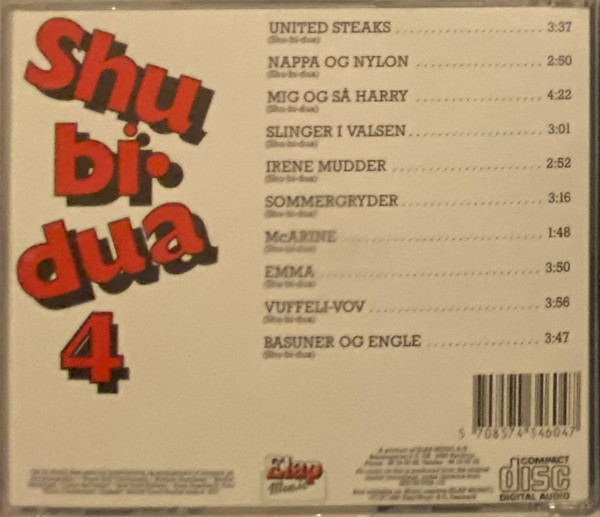 Shu
bi·
dua
4
UNITED STEAKS 3:37
(Shu-bi-dua)
NAPPA OG NYLON 2:50
(Shu-bi-dua)
MIG OG SÅ HARRY 4:22
(Shu-bi-dua)
SLINGER I VALSEN 3:01
(Shu-bi-dua)
IRENE MUDDER 2:52
(Shu-bi-dua)
SOMMERGRYDER 3:16
(Shu-bi-dua)
McARINE 1:48
(Shu-bi-dua)
EMMA 3:50
(Shu-bi-dua)
VUFFELI-VOV 3:56
(Shu-bi-dua)
BASUNER OG ENGLE 3:47
(Shu-bi-dua)
5 708574 346047
A product of ELAP MUSIC A/S
Elap
Music
COMPACT
disc
DIGITAL AUDIO